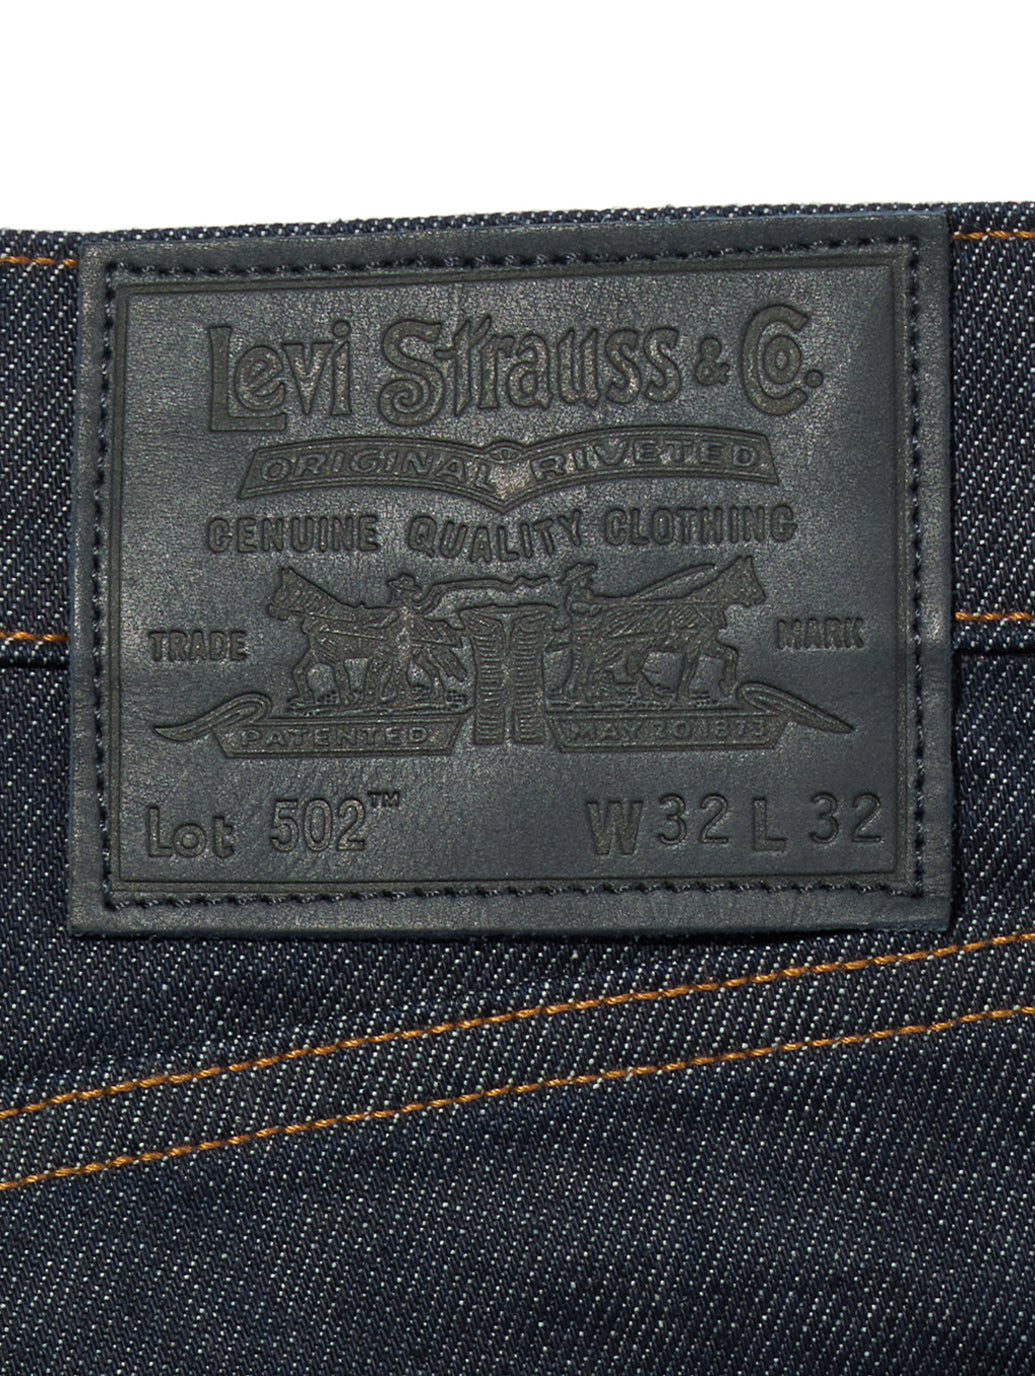 Levi Strauss & Co.
ORIGINAL RIVETED
GENUINE QUALITY CLOTHING
TRADE MARK
PATENTED MAY 20 1873
Lot 502™ W 32 L 32